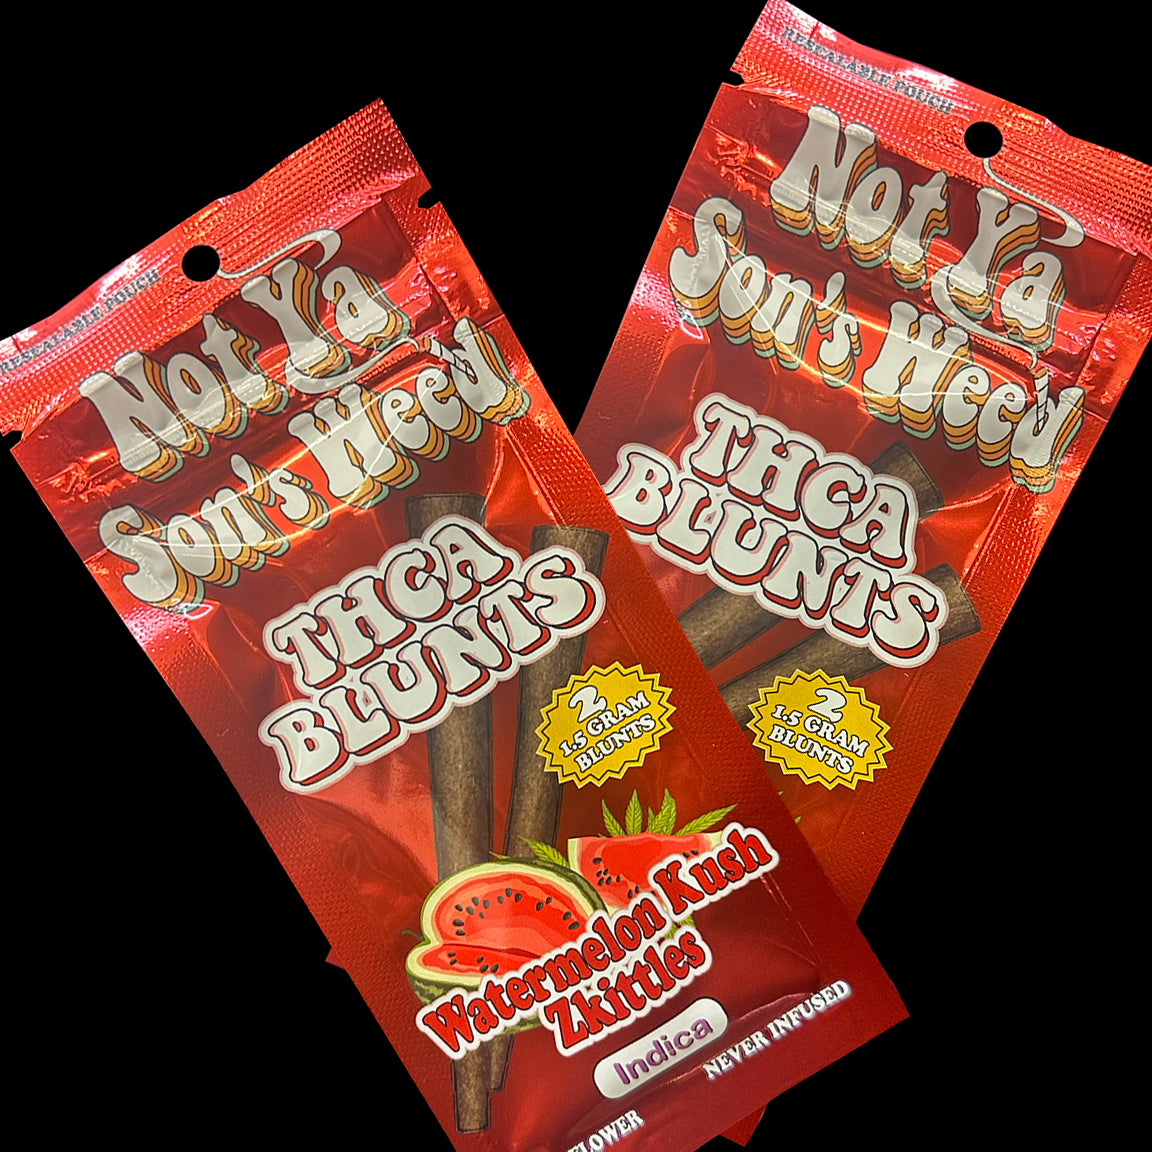 RESEALABLE POUCH
Not Ya
Son's Weed
THCA
BLUNTS
2
1.5 GRAM
BLUNTS
Watermelon Kush
Zkittles
Indica
NEVER INFUSED
RESEALABLE POUCH
Not Ya
Son's Weed
THCA
BLUNTS
2
1.5 GRAM
BLUNTS